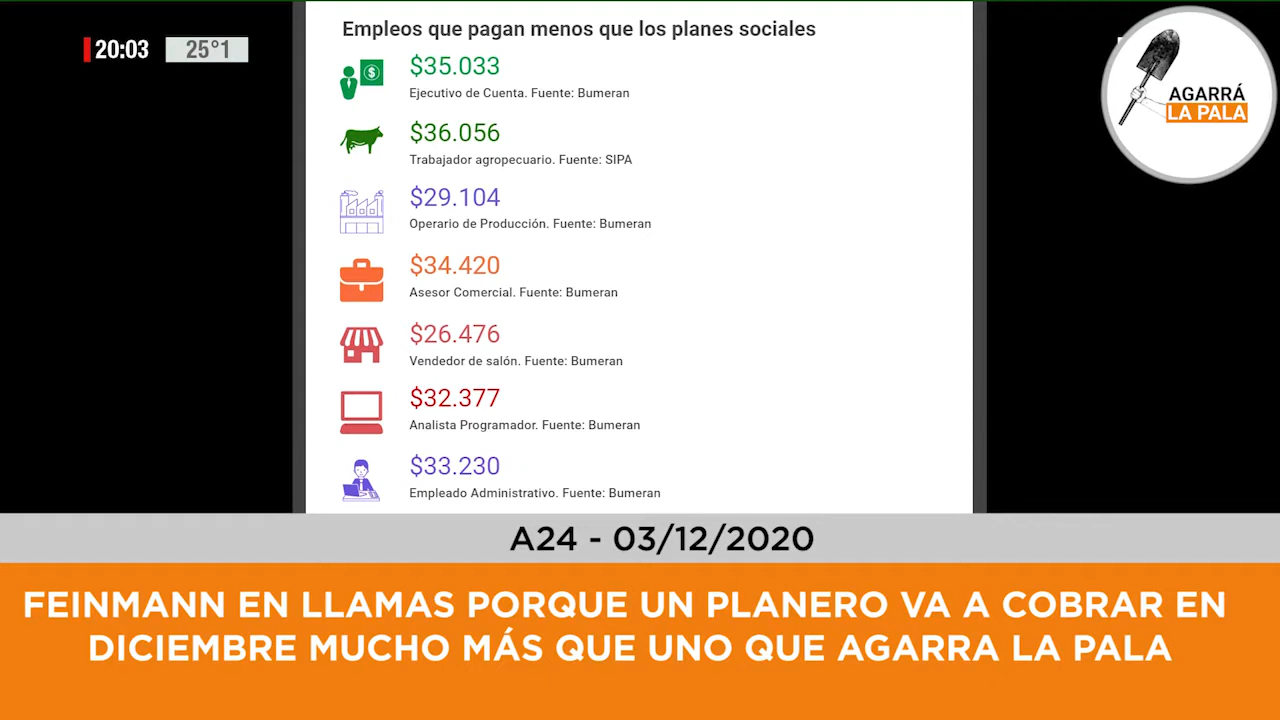 Empleos que pagan menos que los planes sociales
20:03 25°1
$35.033
Ejecutivo de Cuenta. Fuente: Bumeran
AGARRÁ
LA PALA
$36.056
Trabajador agropecuario. Fuente: SIPA
$29.104
Operario de Producción. Fuente: Bumeran
$34.420
Asesor Comercial. Fuente: Bumeran
$26.476
Vendedor de salón. Fuente: Bumeran
$32.377
Analista Programador. Fuente: Bumeran
$33.230
Empleado Administrativo. Fuente: Bumeran
A24 - 03/12/2020
FEINMANN EN LLAMAS PORQUE UN PLANERO VA A COBRAR EN
DICIEMBRE MUCHO MÁS QUE UNO QUE AGARRA LA PALA